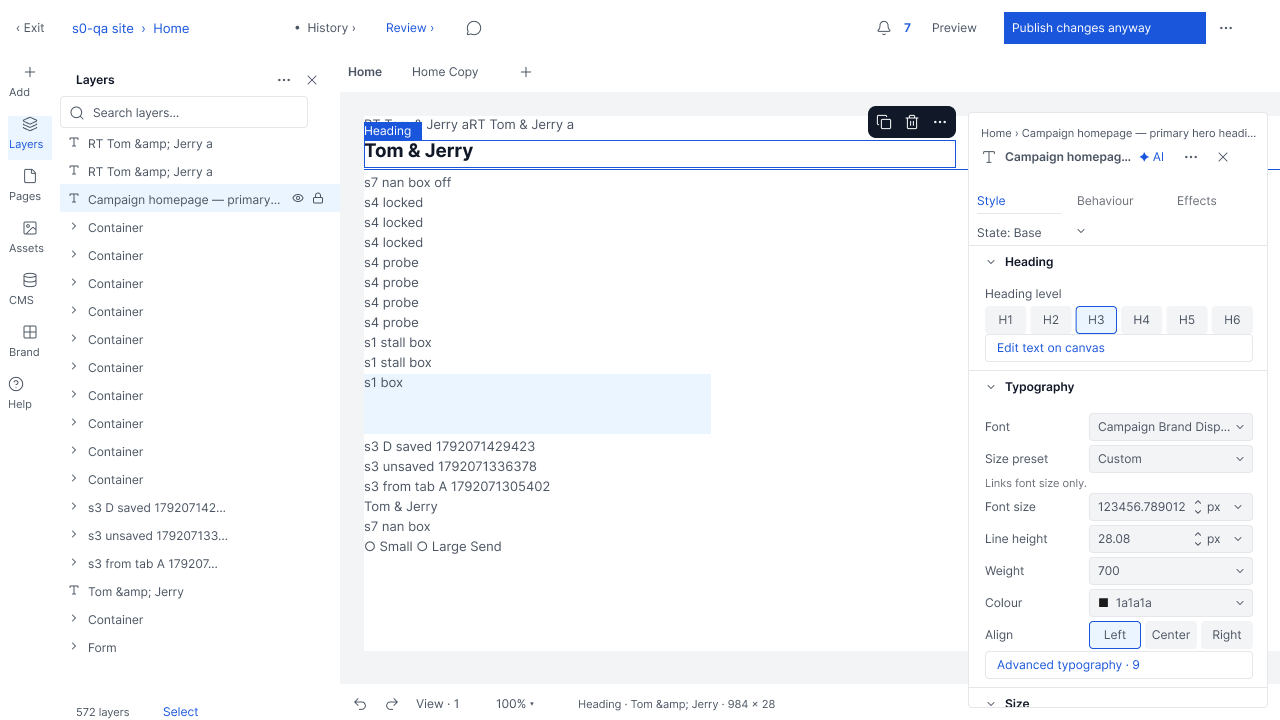 ‹ Exit
s0-qa site › Home
• History ›
Review ›
7
Preview
Publish changes anyway
Add
Layers
Pages
Assets
CMS
Brand
Help
Layers
Search layers...
RT Tom &amp; Jerry a
RT Tom &amp; Jerry a
Campaign homepage — primary...
Container
Container
Container
Container
Container
Container
Container
Container
Container
Container
s3 D saved 179207142...
s3 unsaved 179207133...
s3 from tab A 179207...
Tom &amp; Jerry
Container
Form
572 layers
Select
Home
Home Copy
Jerry aRT Tom & Jerry a
Heading
Tom & Jerry
s7 nan box off
s4 locked
s4 locked
s4 locked
s4 probe
s4 probe
s4 probe
s4 probe
s1 stall box
s1 stall box
s1 box
s3 D saved 1792071429423
s3 unsaved 1792071336378
s3 from tab A 1792071305402
Tom & Jerry
s7 nan box
Small Large Send
View · 1
100%
Heading · Tom &amp; Jerry · 984 × 28
Home › Campaign homepage — primary hero headi...
Campaign homepag...
AI
Style
Behaviour
Effects
State: Base
Heading
Heading level
H1 H2 H3 H4 H5 H6
Edit text on canvas
Typography
Font
Campaign Brand Disp...
Size preset
Custom
Links font size only.
Font size
123456.789012
px
Line height
28.08
px
Weight
700
Colour
1a1a1a
Align
Left
Center
Right
Advanced typography · 9
Size